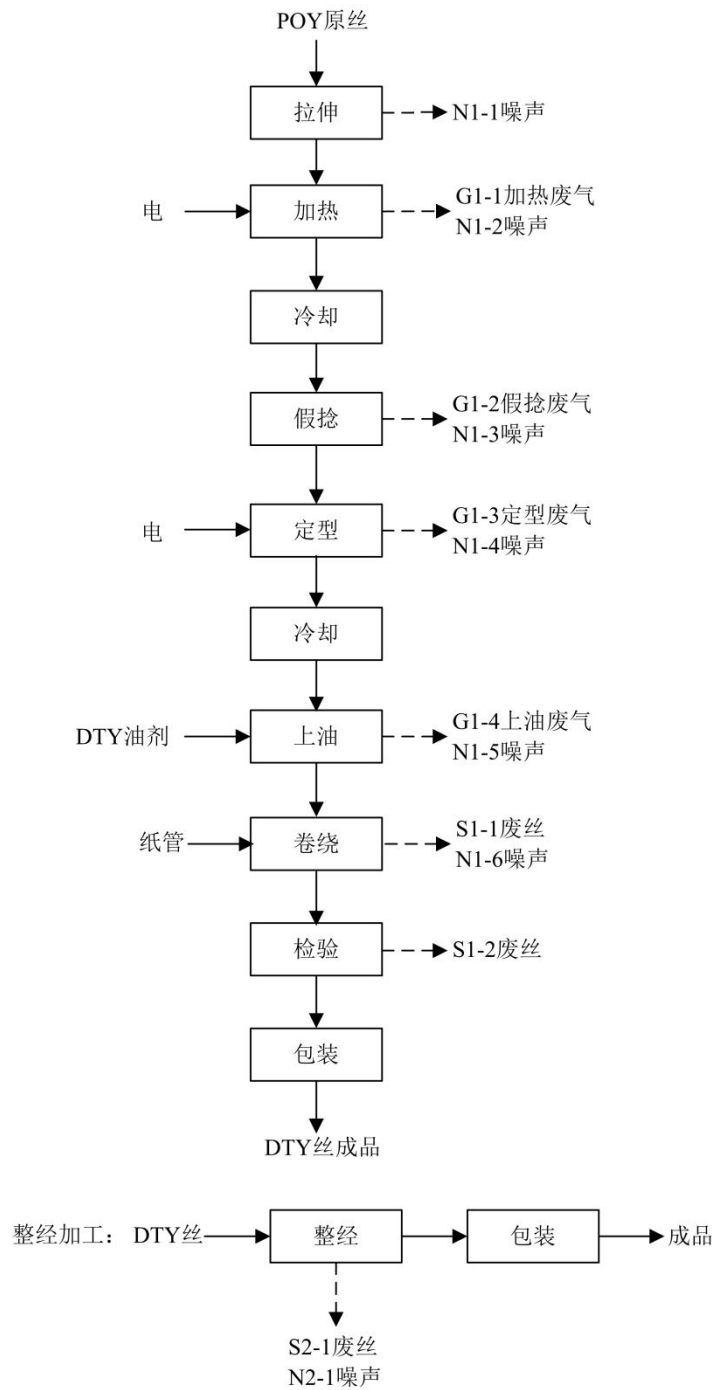 POY原丝
拉伸
N1-1噪声
电
加热
G1-1加热废气
N1-2噪声
冷却
假捻
G1-2假捻废气
N1-3噪声
电
定型
G1-3定型废气
N1-4噪声
冷却
DTY油剂
上油
G1-4上油废气
N1-5噪声
纸管
卷绕
S1-1废丝
N1-6噪声
检验
S1-2废丝
包装
DTY丝成品
整经加工： DTY丝
整经
包装
成品
S2-1废丝
N2-1噪声